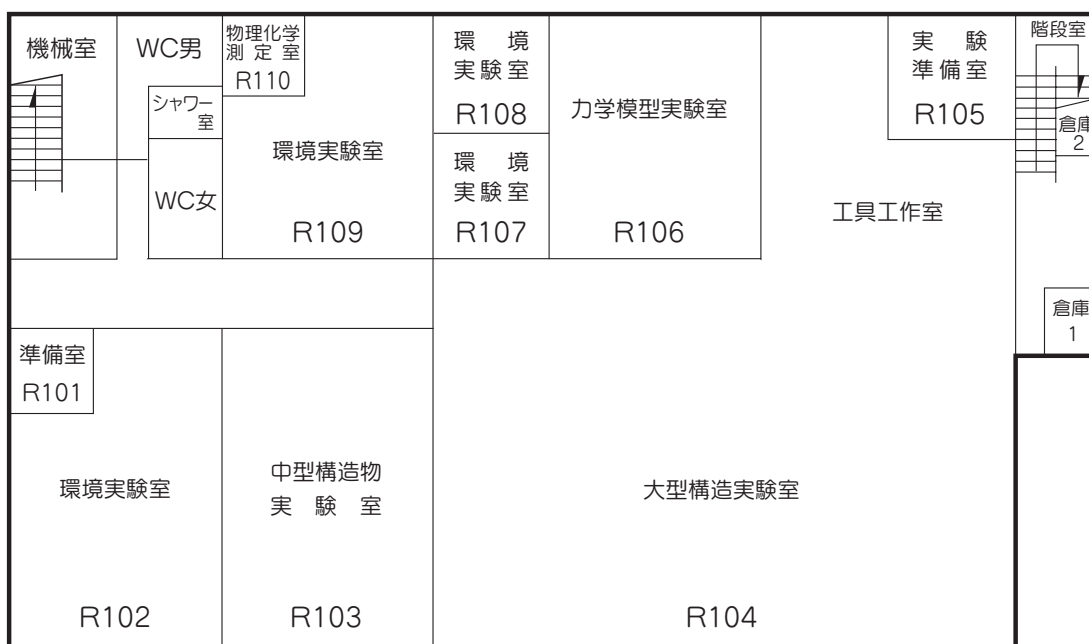 機械室
WC男
シャワー
室
WC女
物理化学
測定室
R110
環境実験室
R109
環境
実験室
R108
環境
実験室
R107
力学模型実験室
R106
実験
準備室
R105
階段室
倉庫
2
工具工作室
倉庫
1
準備室
R101
環境実験室
R102
中型構造物
実験室
R103
大型構造実験室
R104